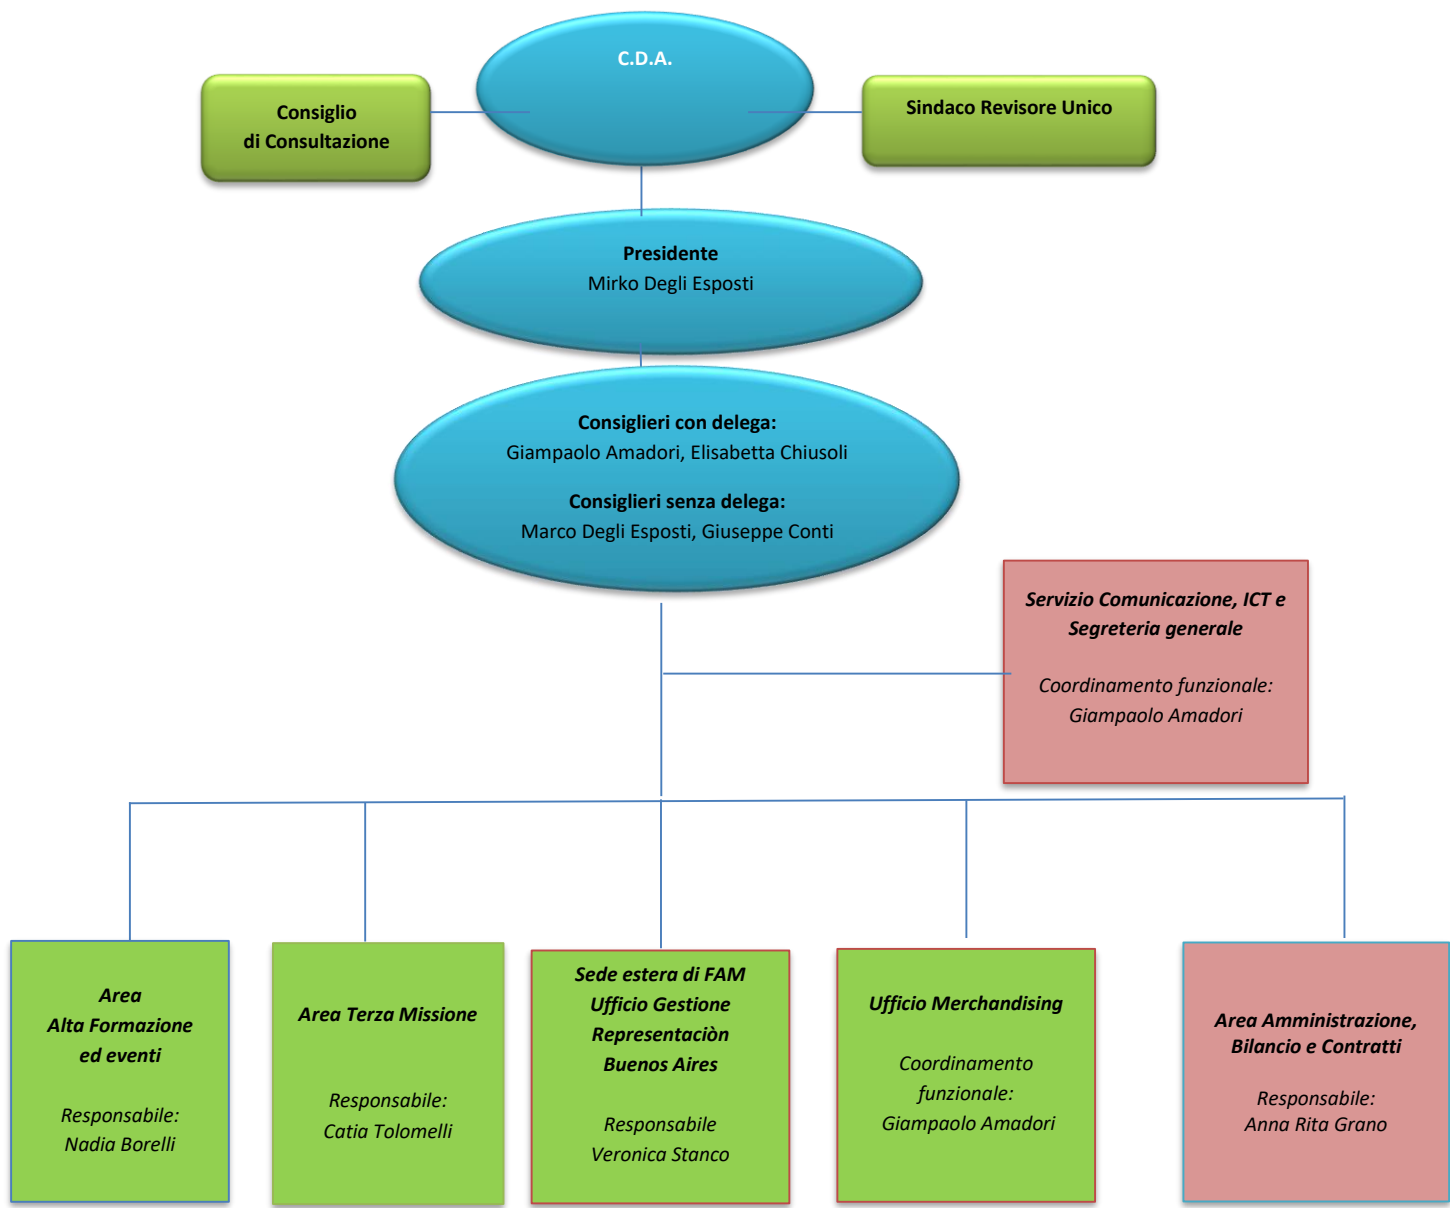 C.D.A.
Consiglio
di Consultazione
Sindaco Revisore Unico
Presidente
Mirko Degli Esposti
Consiglieri con delega:
Giampaolo Amadori, Elisabetta Chiusoli
Consiglieri senza delega:
Marco Degli Esposti, Giuseppe Conti
Servizio Comunicazione, ICT e
Segreteria generale
Coordinamento funzionale:
Giampaolo Amadori
Area
Alta Formazione
ed eventi
Responsabile:
Nadia Borelli
Area Terza Missione
Responsabile:
Catia Tolomelli
Sede estera di FAM
Ufficio Gestione
Representaciòn
Buenos Aires
Responsabile
Veronica Stanco
Ufficio Merchandising
Coordinamento
funzionale:
Giampaolo Amadori
Area Amministrazione,
Bilancio e Contratti
Responsabile:
Anna Rita Grano